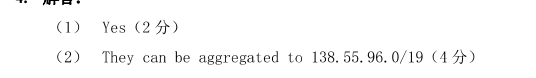 4. 解答:
(1) Yes (2 分)
(2) They can be aggregated to 138.55.96.0/19 (4 分)